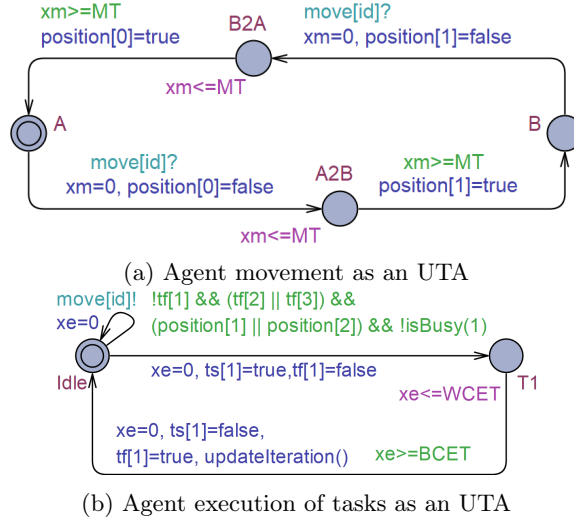 xm>=MT
position[0]=true
B2A
move[id]?
xm=0, position[1]=false
xm<=MT
A
B
move[id]?
xm=0, position[0]=false
A2B
xm>=MT
position[1]=true
xm<=MT
(a) Agent movement as an UTA
move[id]! !tf[1] && (tf[2] || tf[3]) &&
xe=0 (position[1] || position[2]) && !isBusy(1)
Idle
xe=0, ts[1]=true,tf[1]=false
xe<=WCET
T1
xe=0, ts[1]=false,
tf[1]=true, updateIteration()
xe>=BCET
(b) Agent execution of tasks as an UTA